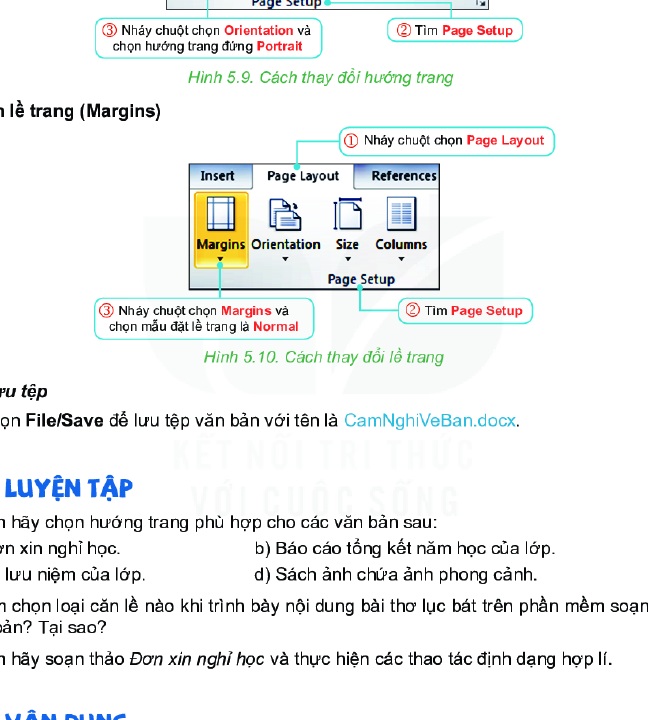 Page Setup
③ Nháy chuột chọn Orientation và
chọn hướng trang đứng Portrait
② Tìm Page Setup
Hình 5.9. Cách thay đổi hướng trang
lề trang (Margins)
① Nháy chuột chọn Page Layout
Insert Page Layout References
Margins Orientation Size Columns
Page Setup
③ Nháy chuột chọn Margins và
chọn mẫu đặt lề trang là Normal
② Tìm Page Setup
Hình 5.10. Cách thay đổi lề trang
ưu tệp
ọn File/Save để lưu tệp văn bản với tên là CamNghiVeBan.docx.
KẾT NỐI TRI THỨC
VỚI CUỘC SỐNG
LUYỆN TẬP
hãy chọn hướng trang phù hợp cho các văn bản sau:
ơn xin nghỉ học. b) Báo cáo tổng kết năm học của lớp.
lưu niệm của lớp. d) Sách ảnh chứa ảnh phong cảnh.
chọn loại căn lề nào khi trình bày nội dung bài thơ lục bát trên phần mềm soạn
bản? Tại sao?
hãy soạn thảo Đơn xin nghỉ học và thực hiện các thao tác định dạng hợp lí.
VẬN DỤNG